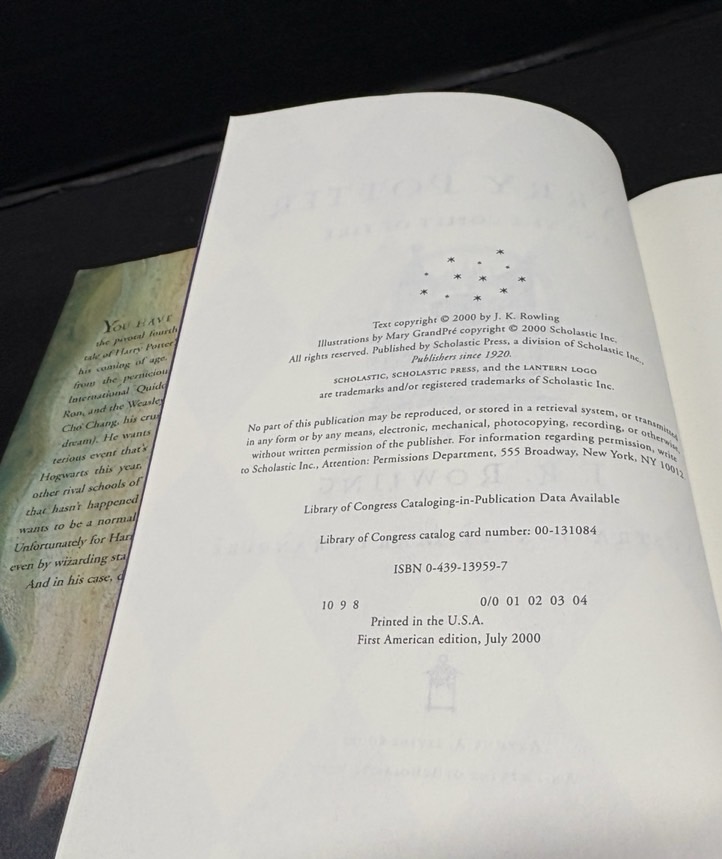 YOU HAVE
the pivotal fourth
tale of Harry Potter
his coming of age.
from the pernicious
International Quidd
Ron, and the Weasley
Cho Chang, his cru
dream). He wants
terious event that's
Hogwarts this year,
other rival schools of
that hasn't happened
wants to be a normal
Unfortunately for Har
even by wizarding sta
And in his case, d
Text copyright © 2000 by J. K. Rowling
Illustrations by Mary GrandPré copyright © 2000 Scholastic Inc.
All rights reserved. Published by Scholastic Press, a division of Scholastic Inc.,
Publishers since 1920.
SCHOLASTIC, SCHOLASTIC PRESS, and the LANTERN LOGO
are trademarks and/or registered trademarks of Scholastic Inc.
No part of this publication may be reproduced, or stored in a retrieval system, or transmitted
in any form or by any means, electronic, mechanical, photocopying, recording, or otherwise,
without written permission of the publisher. For information regarding permission, write
to Scholastic Inc., Attention: Permissions Department, 555 Broadway, New York, NY 10012
Library of Congress Cataloging-in-Publication Data Available
Library of Congress catalog card number: 00-131084
ISBN 0-439-13959-7
10 9 8 0/0 01 02 03 04
Printed in the U.S.A.
First American edition, July 2000